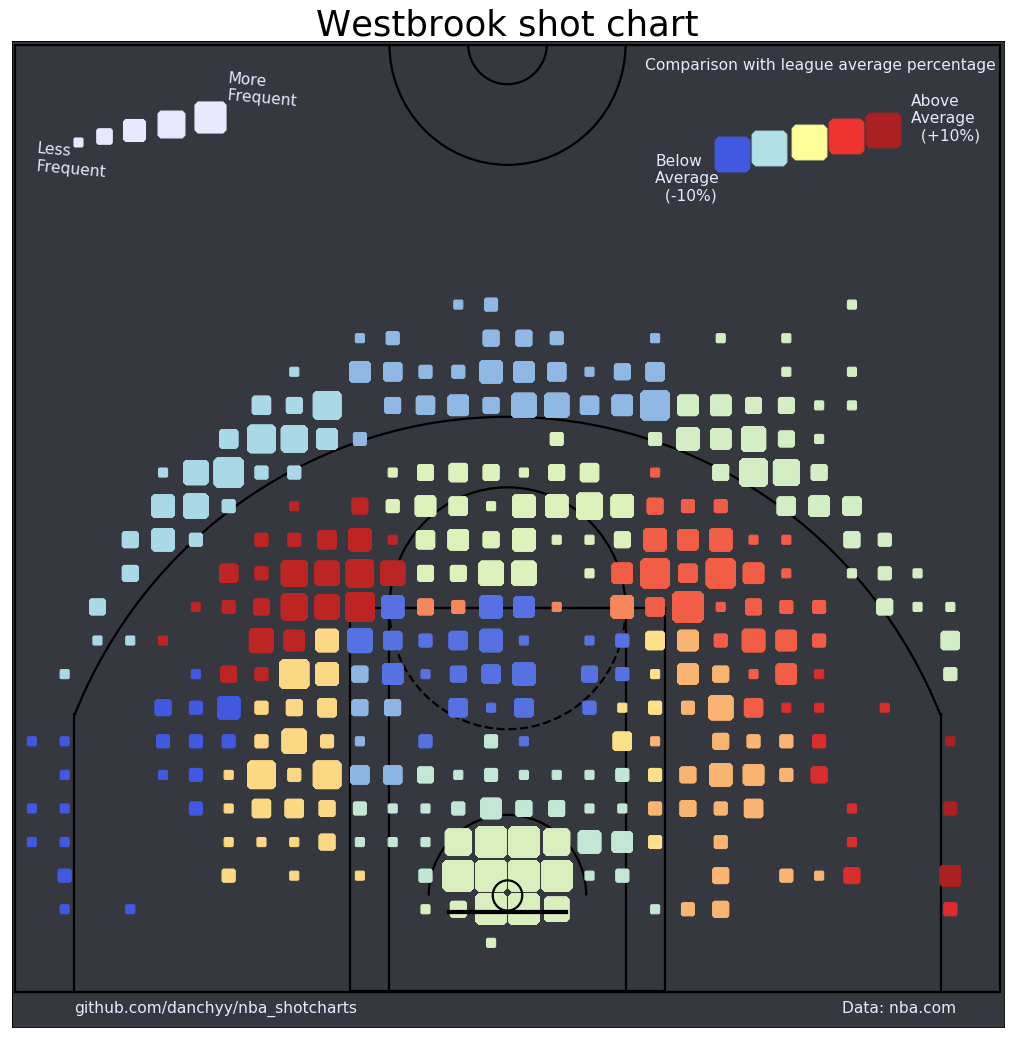 Westbrook shot chart
Comparison with league average percentage
More
Frequent
Less
Frequent
Above
Average
(+10%)
Below
Average
(-10%)
github.com/danchyy/nba_shotcharts
Data: nba.com